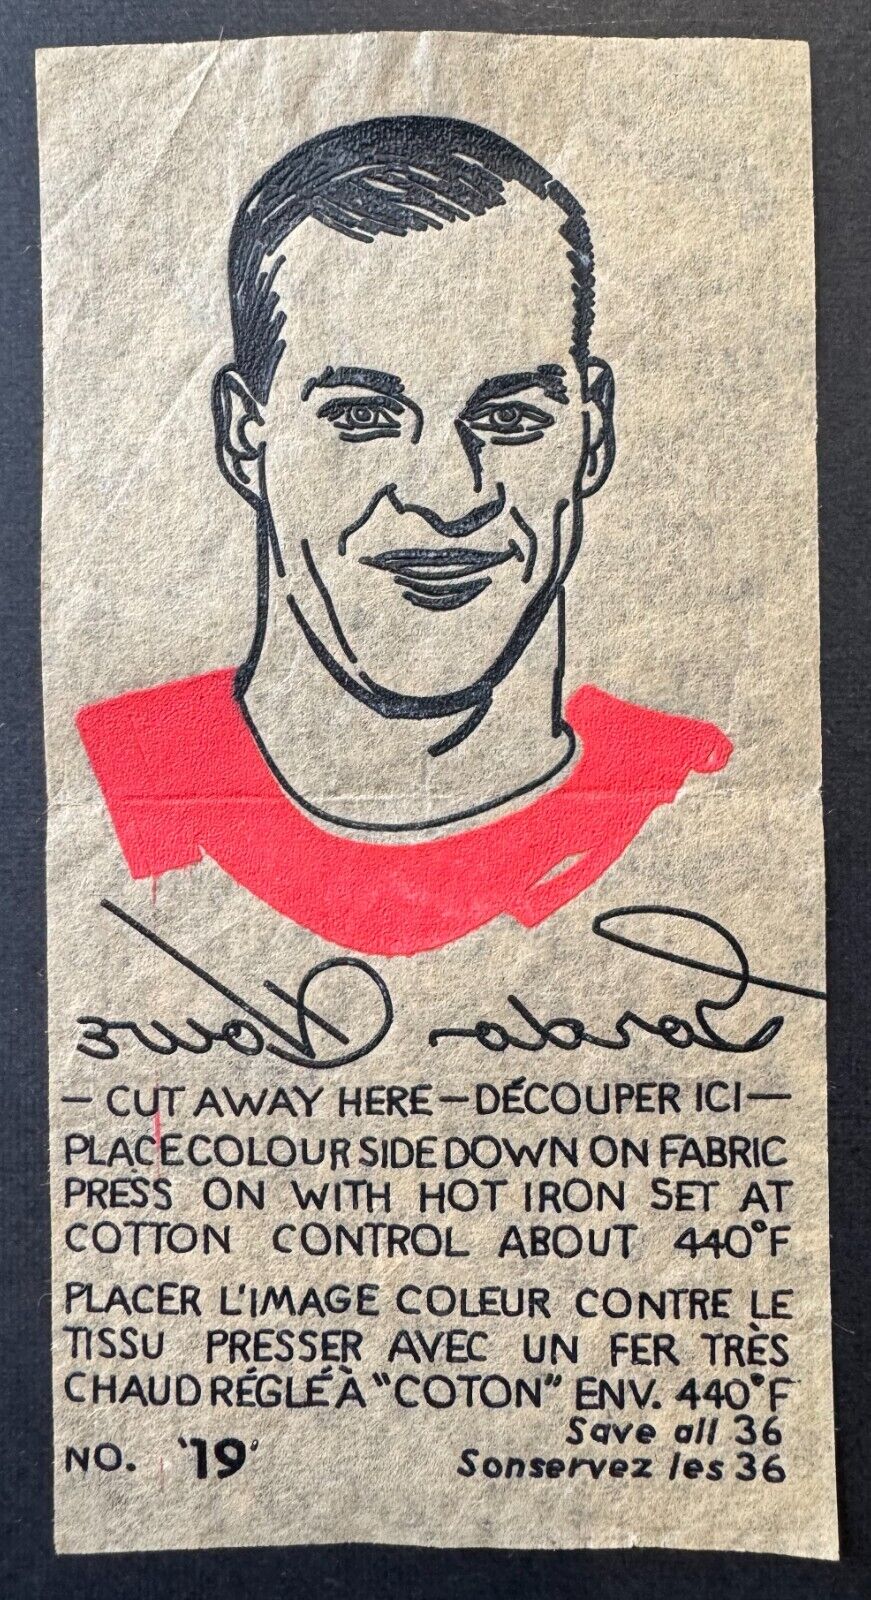 Gordon Howe
— CUT AWAY HERE — DÉCOUPER ICI —
PLACE COLOUR SIDE DOWN ON FABRIC
PRESS ON WITH HOT IRON SET AT
COTTON CONTROL ABOUT 440°F
PLACER L'IMAGE COLEUR CONTRE LE
TISSU PRESSER AVEC UN FER TRÈS
CHAUD RÉGLÉ À "COTON" ENV. 440°F
Save all 36
NO. '19' Sonservez les 36